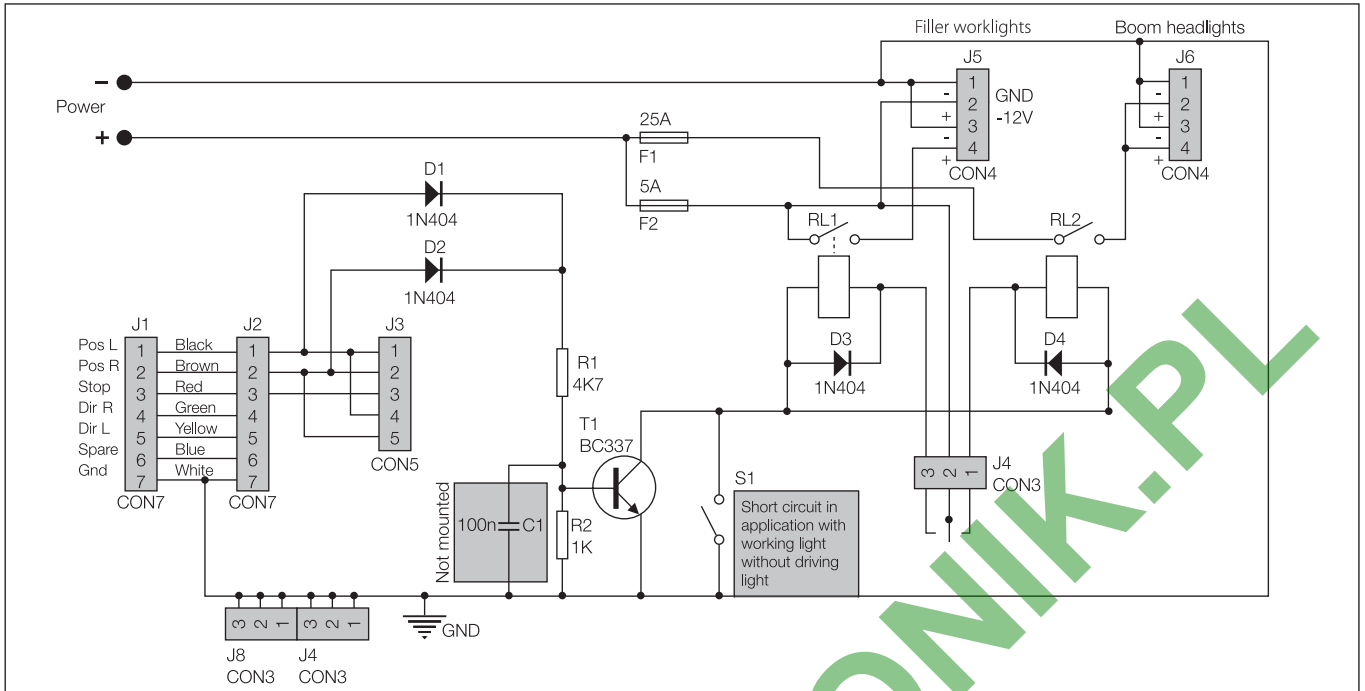 Filler worklights
Boom headlights
J5
J6
Power
−
+
25A
F1
5A
F2
1
2
3
4
-
+
-
+
GND
-12V
CON4
1
2
3
4
-
+
-
+
CON4
D1
1N404
D2
1N404
RL1
RL2
J1
J2
J3
Pos L 1 Black 1
Pos R 2 Brown 2
Stop 3 Red 3
Dir R 4 Green 4
Dir L 5 Yellow 5
Spare 6 Blue 6
Gnd 7 White 7
CON7
CON7
1
2
3
4
5
CON5
R1
4K7
D3
1N404
D4
1N404
T1
BC337
3 2 1
J4
CON3
S1
Short circuit in
application with
working light
without driving
light
Not mounted
100n C1
R2
1K
3 2 1 3 2 1
J8
CON3
J4
CON3
GND
ONIK.PL